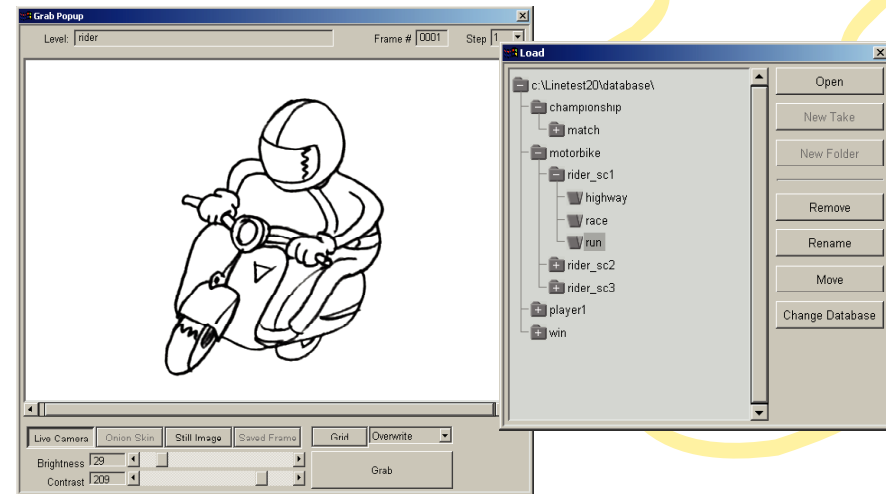 Grab Popup
Level: rider Frame # 0001 Step 1
Live Camera Onion Skin Still Image Saved Frame Grid Overwrite
Brightness 29
Contrast 209
Grab
Load
c:\Linetest20\database\
championship
match
motorbike
rider_sc1
highway
race
run
rider_sc2
rider_sc3
player1
win
Open
New Take
New Folder
Remove
Rename
Move
Change Database